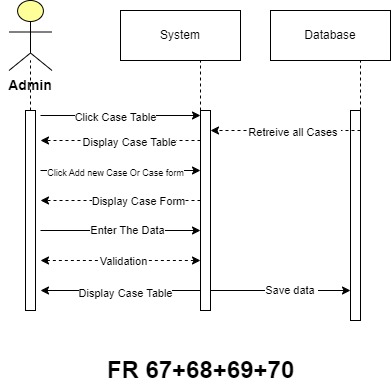 System
Database
Admin
Click Case Table
Retreive all Cases
Display Case Table
Click Add new Case Or Case form
Display Case Form
Enter The Data
Validation
Display Case Table
Save data
FR 67+68+69+70